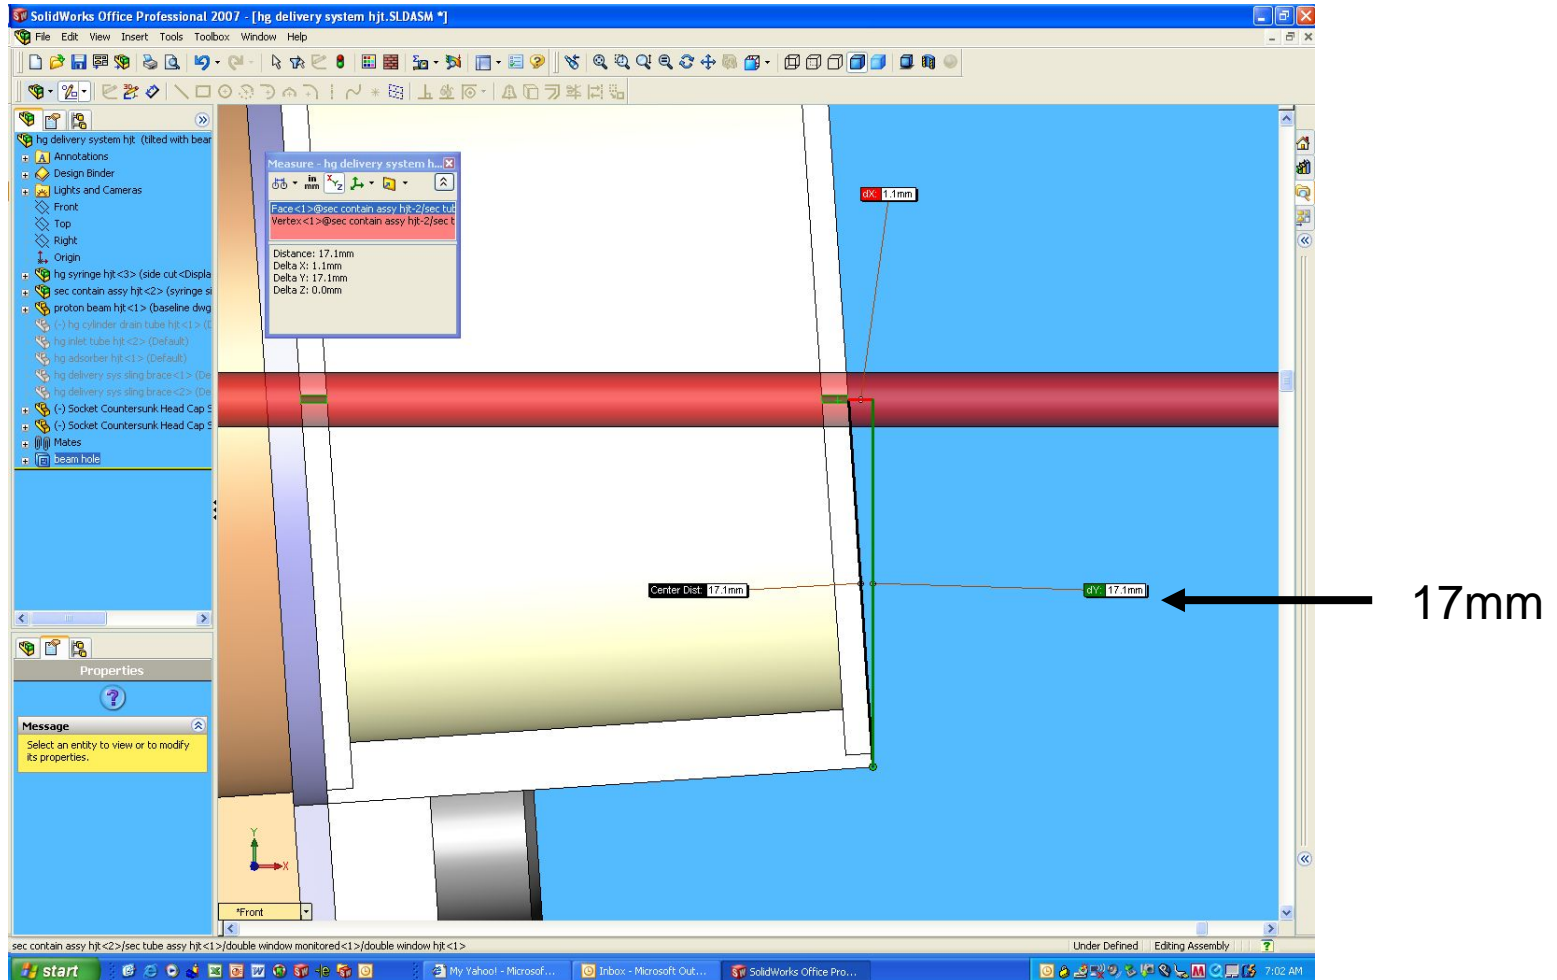 SolidWorks Office Professional 2007 - [hg delivery system hjt.SLDASM *]
File Edit View Insert Tools Toolbox Window Help
hg delivery system hjt (tilted with bear
Annotations
Design Binder
Lights and Cameras
Front
Top
Right
Origin
hg syringe hjt<3> (side cut<Displa
sec contain assy hjt<2> (syringe si
proton beam hjt<1> (baseline dwg
(-) hg cylinder drain tube hjt<1> (D
hg inlet tube hjt<2> (Default)
hg adsorber hjt<1> (Default)
hg delivery sys sling brace<1> (De
hg delivery sys sling brace<2> (De
(-) Socket Countersunk Head Cap S
(-) Socket Countersunk Head Cap S
Mates
beam hole
Measure - hg delivery system h...
in
mm
XYZ
Face<1>@sec contain assy hjt-2/sec tub
Vertex<1>@sec contain assy hjt-2/sec t
Distance: 17.1mm
Delta X: 1.1mm
Delta Y: 17.1mm
Delta Z: 0.0mm
dX: 1.1mm
Center Dist: 17.1mm
dY: 17.1mm
17mm
Properties
Message
Select an entity to view or to modify
its properties.
Y
X
*Front
sec contain assy hjt<2>/sec tube assy hjt<1>/double window monitored<1>/double window hjt<1>
Under Defined Editing Assembly
start
My Yahoo! - Microsof...
Inbox - Microsoft Out...
SolidWorks Office Pro...
7:02 AM